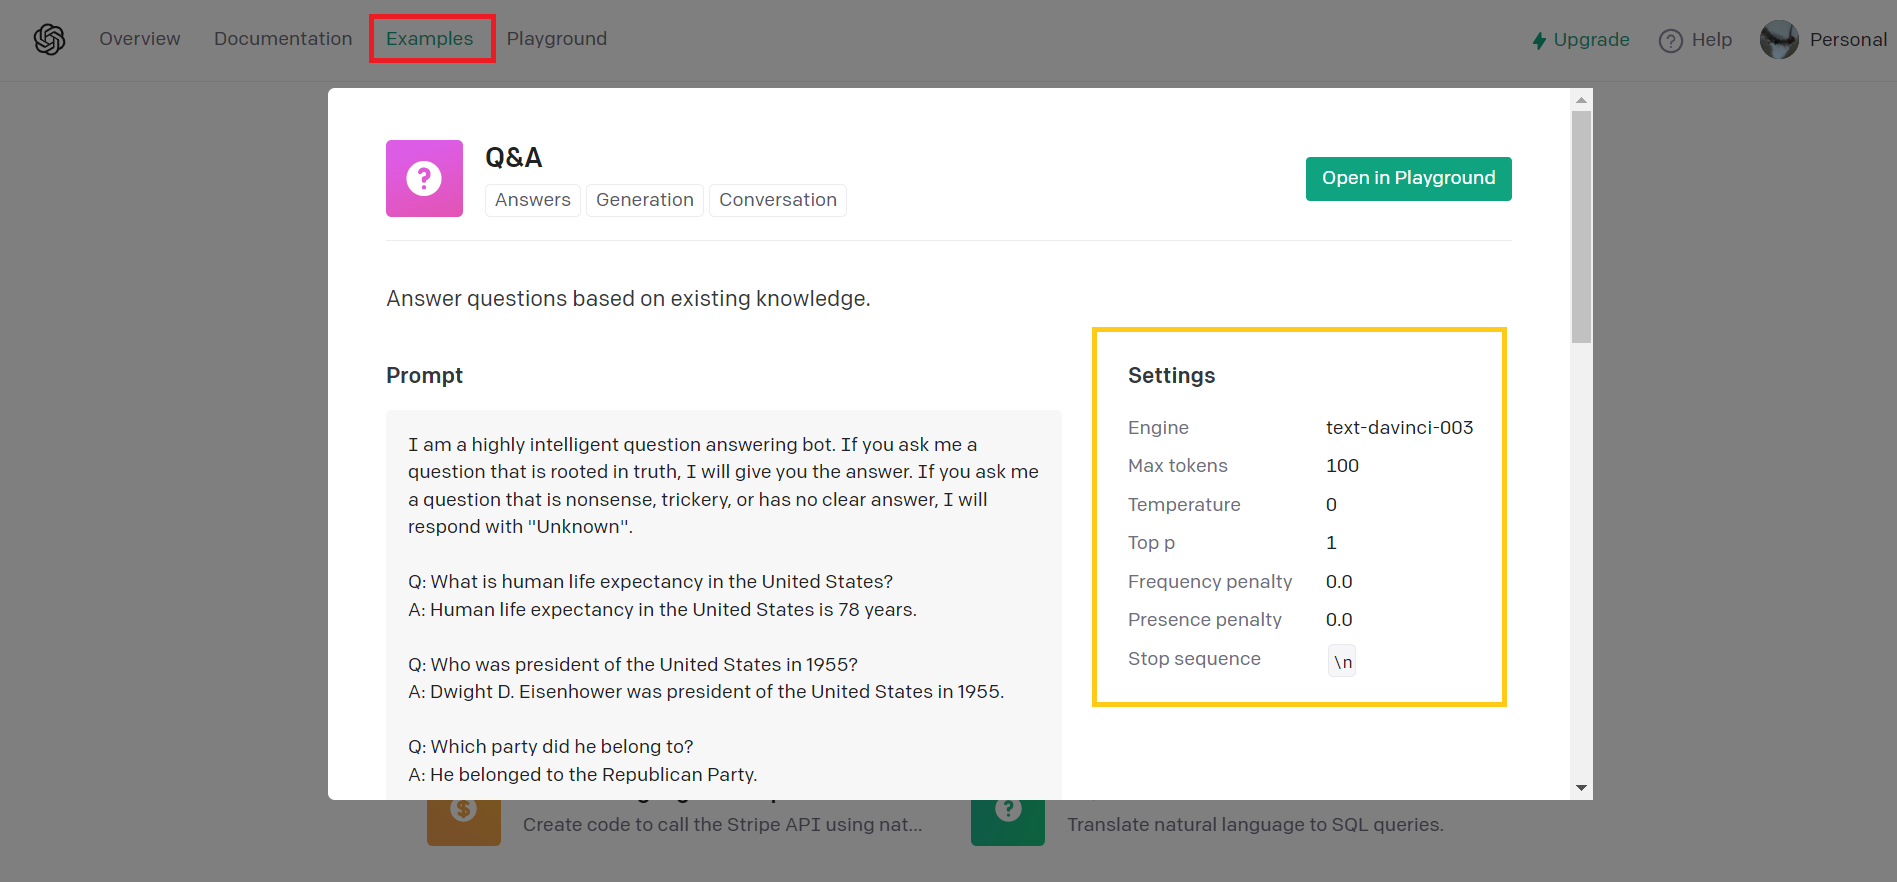 Overview Documentation Examples Playground
Upgrade Help Personal
Q&A
Answers Generation Conversation
Open in Playground
Answer questions based on existing knowledge.
Prompt
I am a highly intelligent question answering bot. If you ask me a
question that is rooted in truth, I will give you the answer. If you ask me
a question that is nonsense, trickery, or has no clear answer, I will
respond with "Unknown".
Q: What is human life expectancy in the United States?
A: Human life expectancy in the United States is 78 years.
Q: Who was president of the United States in 1955?
A: Dwight D. Eisenhower was president of the United States in 1955.
Q: Which party did he belong to?
A: He belonged to the Republican Party.
Settings
Engine text-davinci-003
Max tokens 100
Temperature 0
Top p 1
Frequency penalty 0.0
Presence penalty 0.0
Stop sequence \n
Create code to call the Stripe API using nat...
Translate natural language to SQL queries.